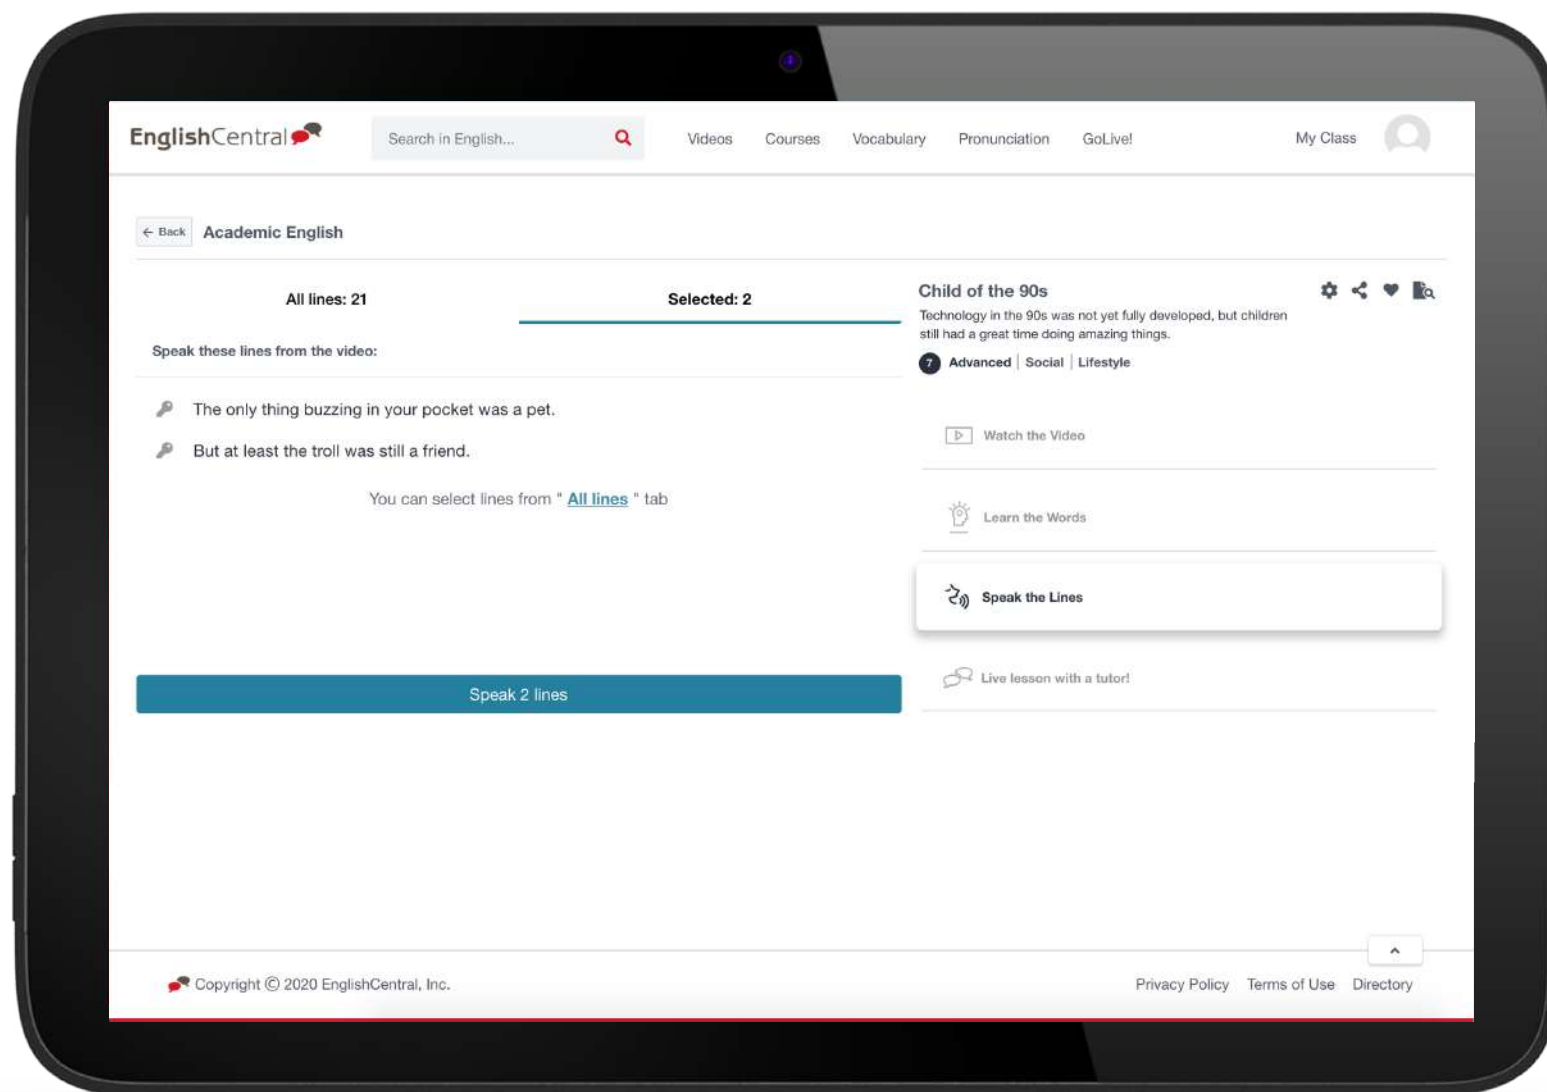 EnglishCentral
Search in English...
Videos Courses Vocabulary Pronunciation GoLive!
My Class
← Back
Academic English
All lines: 21
Selected: 2
Speak these lines from the video:
The only thing buzzing in your pocket was a pet.
But at least the troll was still a friend.
You can select lines from " All lines " tab
Speak 2 lines
Child of the 90s
Technology in the 90s was not yet fully developed, but children
still had a great time doing amazing things.
7 Advanced | Social | Lifestyle
Watch the Video
Learn the Words
Speak the Lines
Live lesson with a tutor!
Copyright © 2020 EnglishCentral, Inc.
Privacy Policy Terms of Use Directory